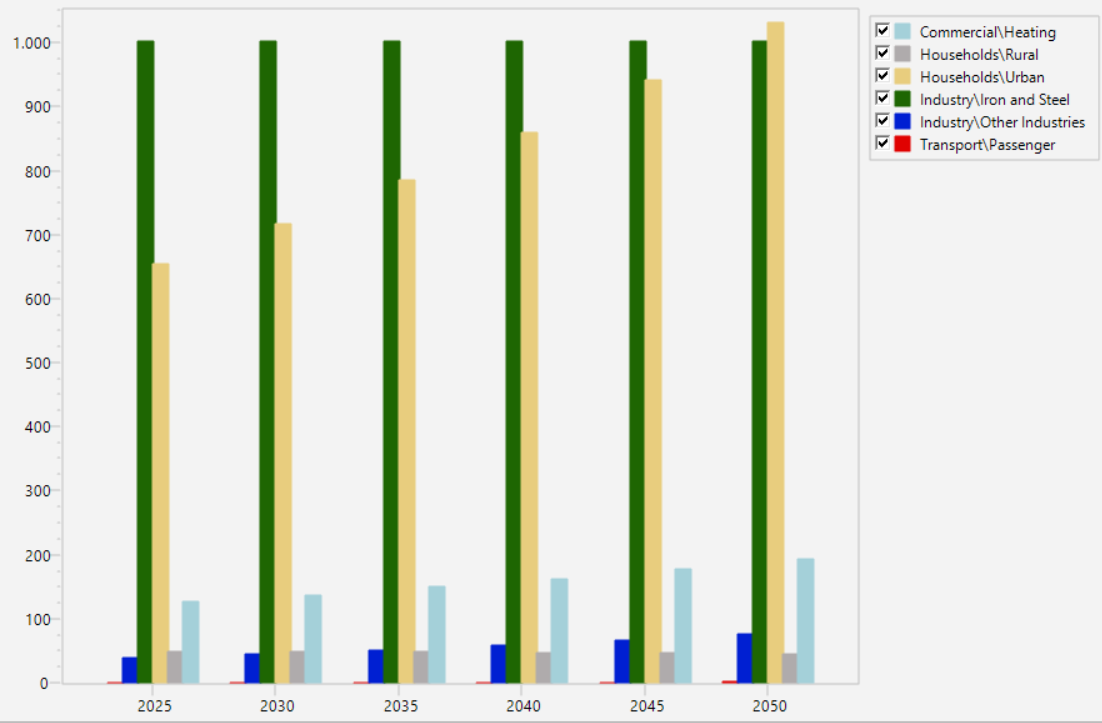 1.000
900
800
700
600
500
400
300
200
100
0
2025 2030 2035 2040 2045 2050
Commercial\Heating
Households\Rural
Households\Urban
Industry\Iron and Steel
Industry\Other Industries
Transport\Passenger